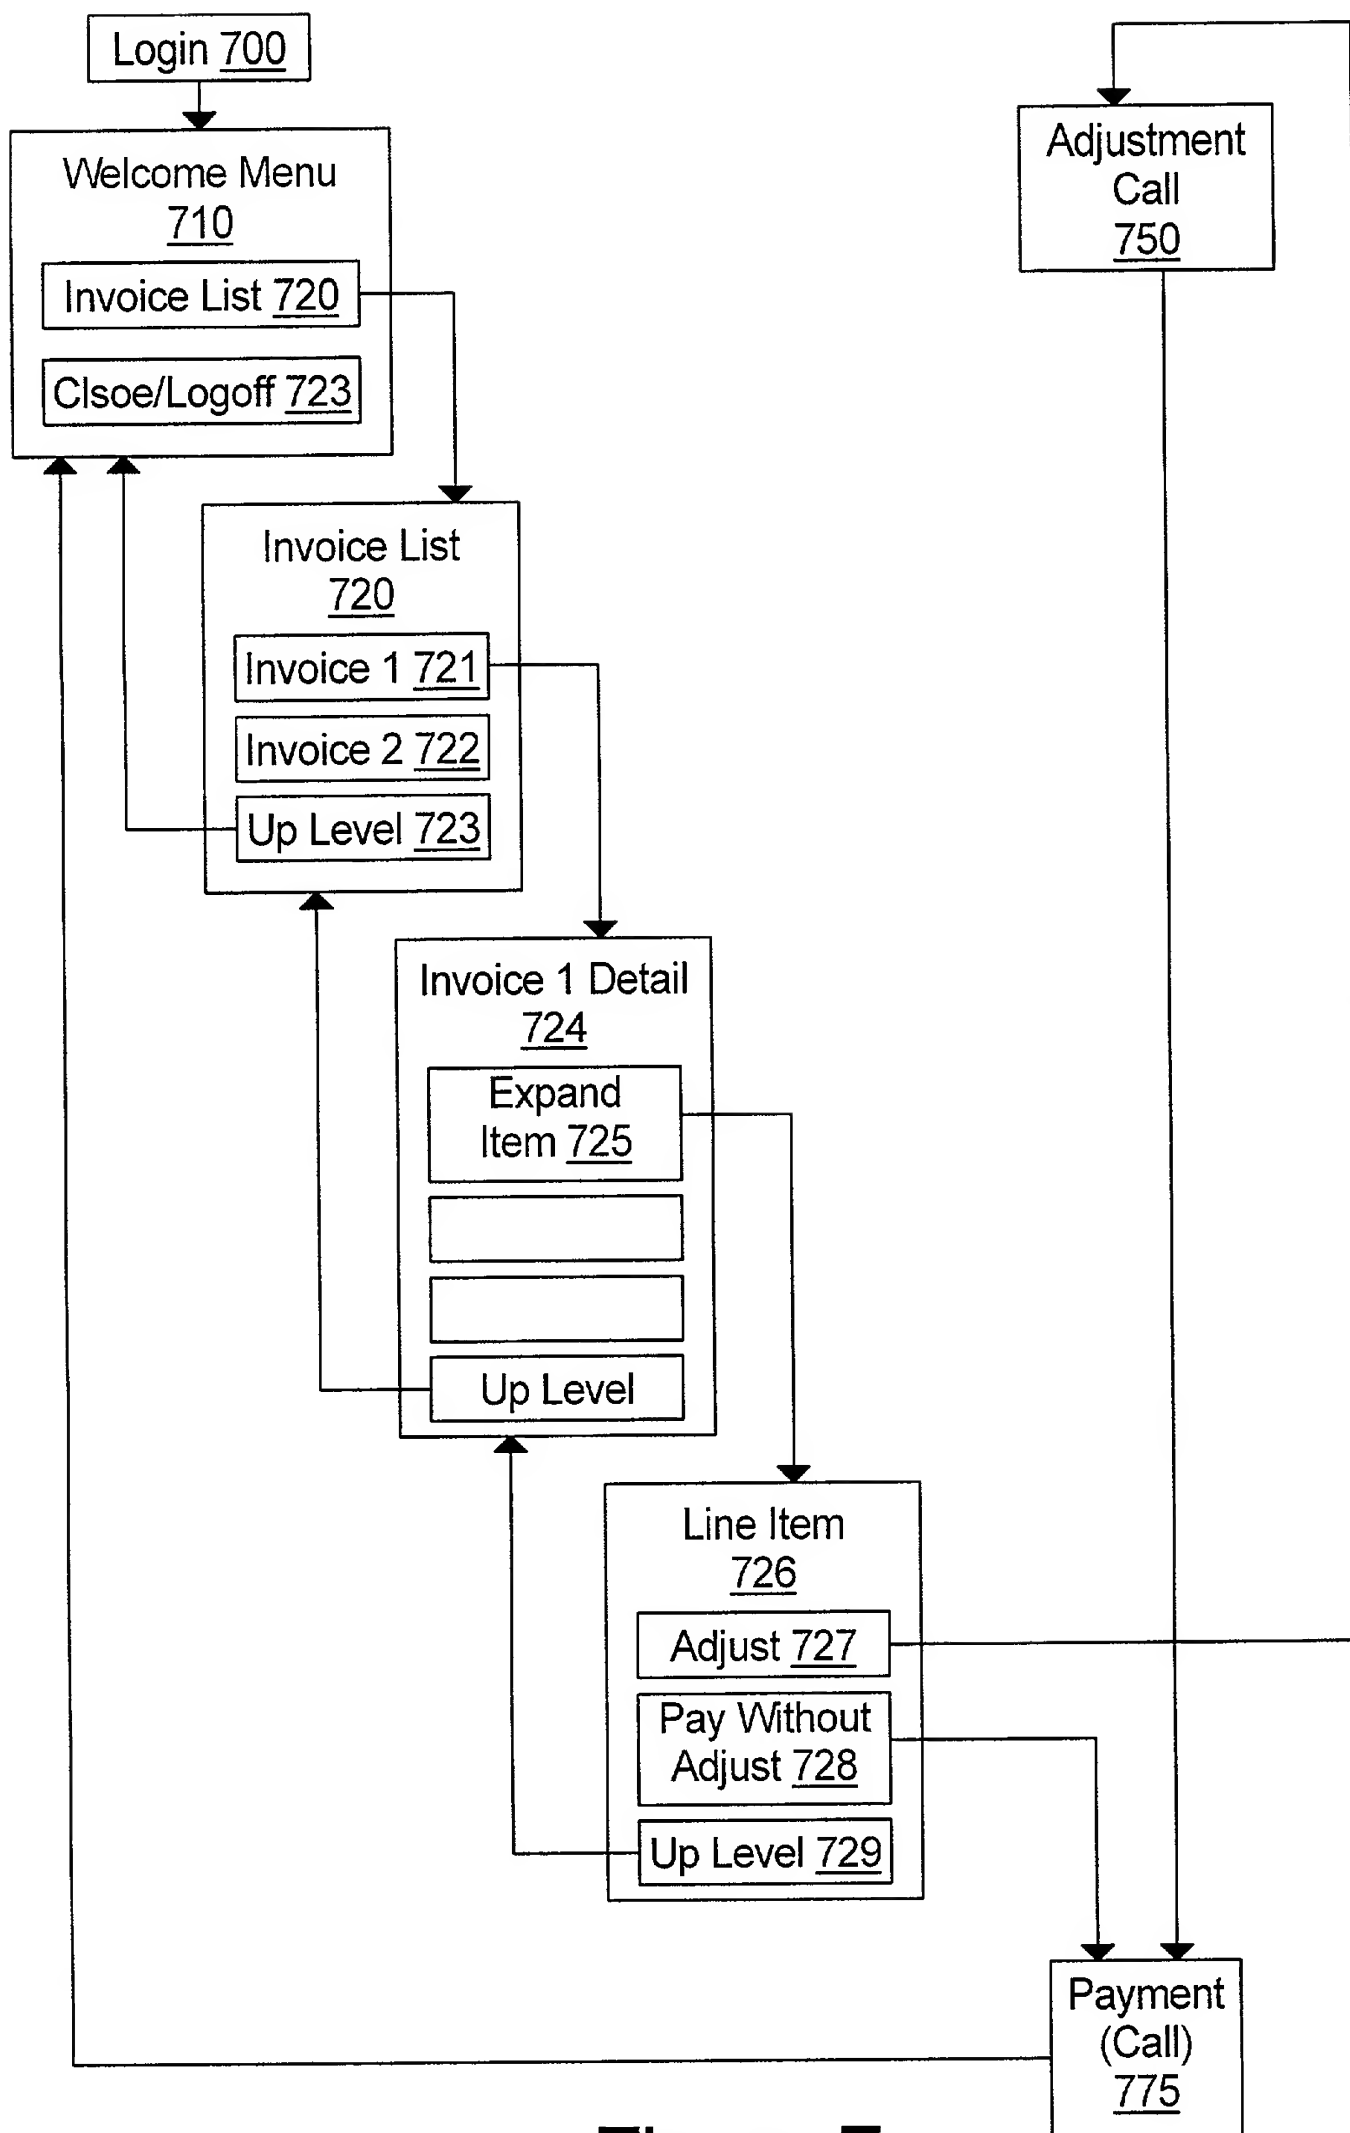 Login 700
Welcome Menu
710
Invoice List 720
Clsoe/Logoff 723
Adjustment
Call
750
Invoice List
720
Invoice 1 721
Invoice 2 722
Up Level 723
Invoice 1 Detail
724
Expand
Item 725
Up Level
Line Item
726
Adjust 727
Pay Without
Adjust 728
Up Level 729
Payment
(Call)
775